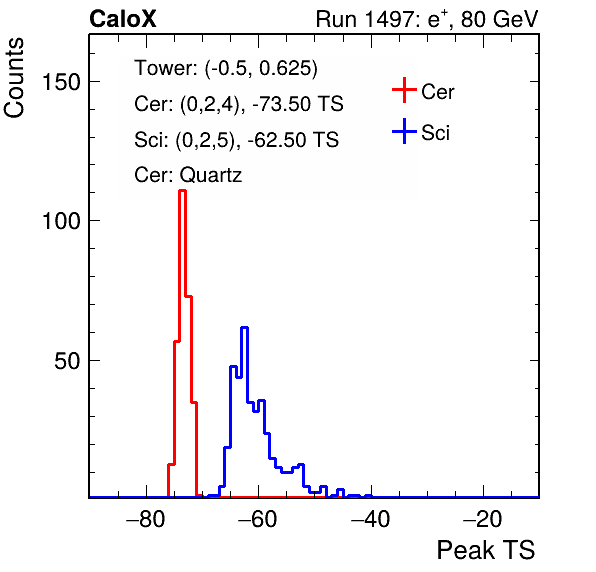 CaloX Run 1497: e⁺, 80 GeV
Counts
Tower: (-0.5, 0.625)
Cer: (0,2,4), -73.50 TS
Sci: (0,2,5), -62.50 TS
Cer: Quartz
Cer
Sci
150
100
50
−80 −60 −40 −20
Peak TS